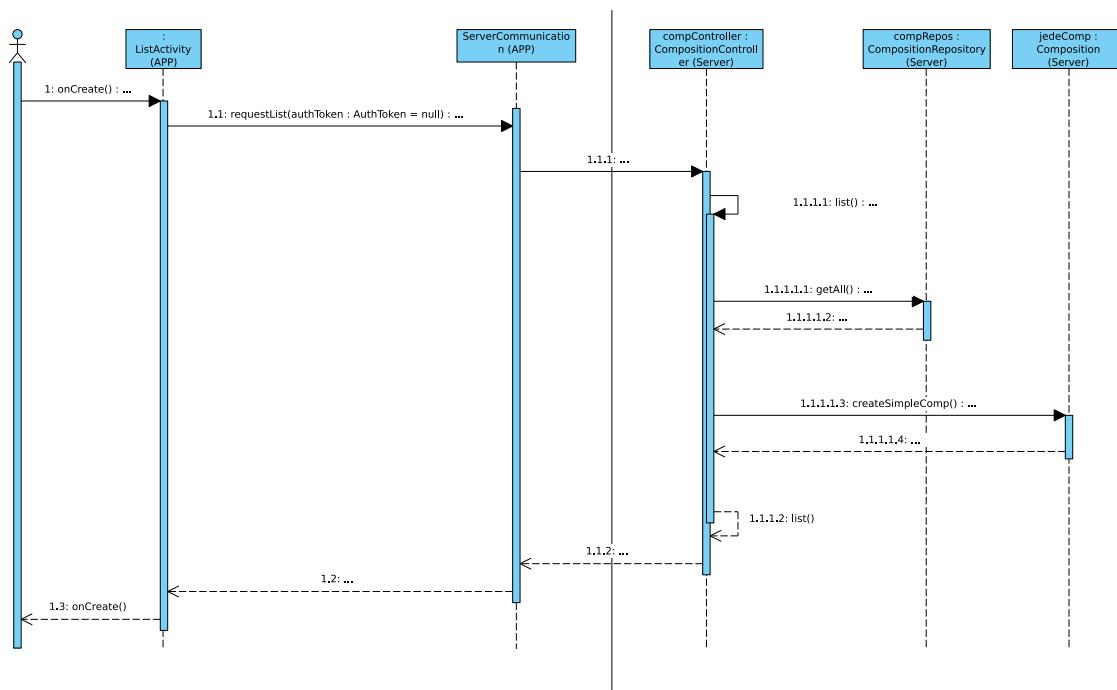 :
ListActivity
(APP)
ServerCommunicatio
n (APP)
compController :
CompositionControll
er (Server)
compRepos :
CompositionRepository
(Server)
jedeComp :
Composition
(Server)
1: onCreate() : ...
1.1: requestList(authToken : AuthToken = null) : ...
1.1.1: ...
1.1.1.1: list() : ...
1.1.1.1.1: getAll() : ...
1.1.1.1.2: ...
1.1.1.1.3: createSimpleComp() : ...
1.1.1.1.4: ...
1.1.1.2: list()
1.1.2: ...
1.2: ...
1.3: onCreate()